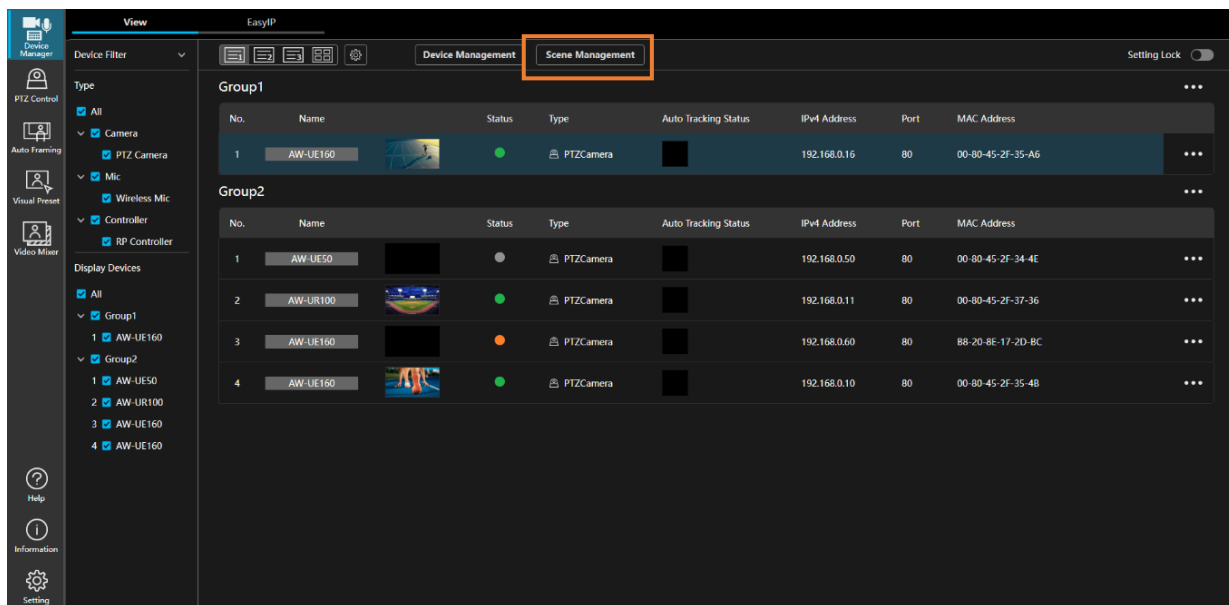 View
EasyIP
Device Manager
PTZ Control
Auto Framing
Visual Preset
Video Mixer
Help
Information
Setting
Device Filter
Type
All
Camera
PTZ Camera
Mic
Wireless Mic
Controller
RP Controller
Display Devices
All
Group1
1 AW-UE160
Group2
1 AW-UE50
2 AW-UR100
3 AW-UE160
4 AW-UE160
1 2 3
Device Management
Scene Management
Setting Lock
Group1
No. Name Status Type Auto Tracking Status IPv4 Address Port MAC Address
1 AW-UE160 PTZCamera 192.168.0.16 80 00-80-45-2F-35-A6
Group2
No. Name Status Type Auto Tracking Status IPv4 Address Port MAC Address
1 AW-UE50 PTZCamera 192.168.0.50 80 00-80-45-2F-34-4E
2 AW-UR100 PTZCamera 192.168.0.11 80 00-80-45-2F-37-36
3 AW-UE160 PTZCamera 192.168.0.60 80 B8-20-8E-17-2D-BC
4 AW-UE160 PTZCamera 192.168.0.10 80 00-80-45-2F-35-4B